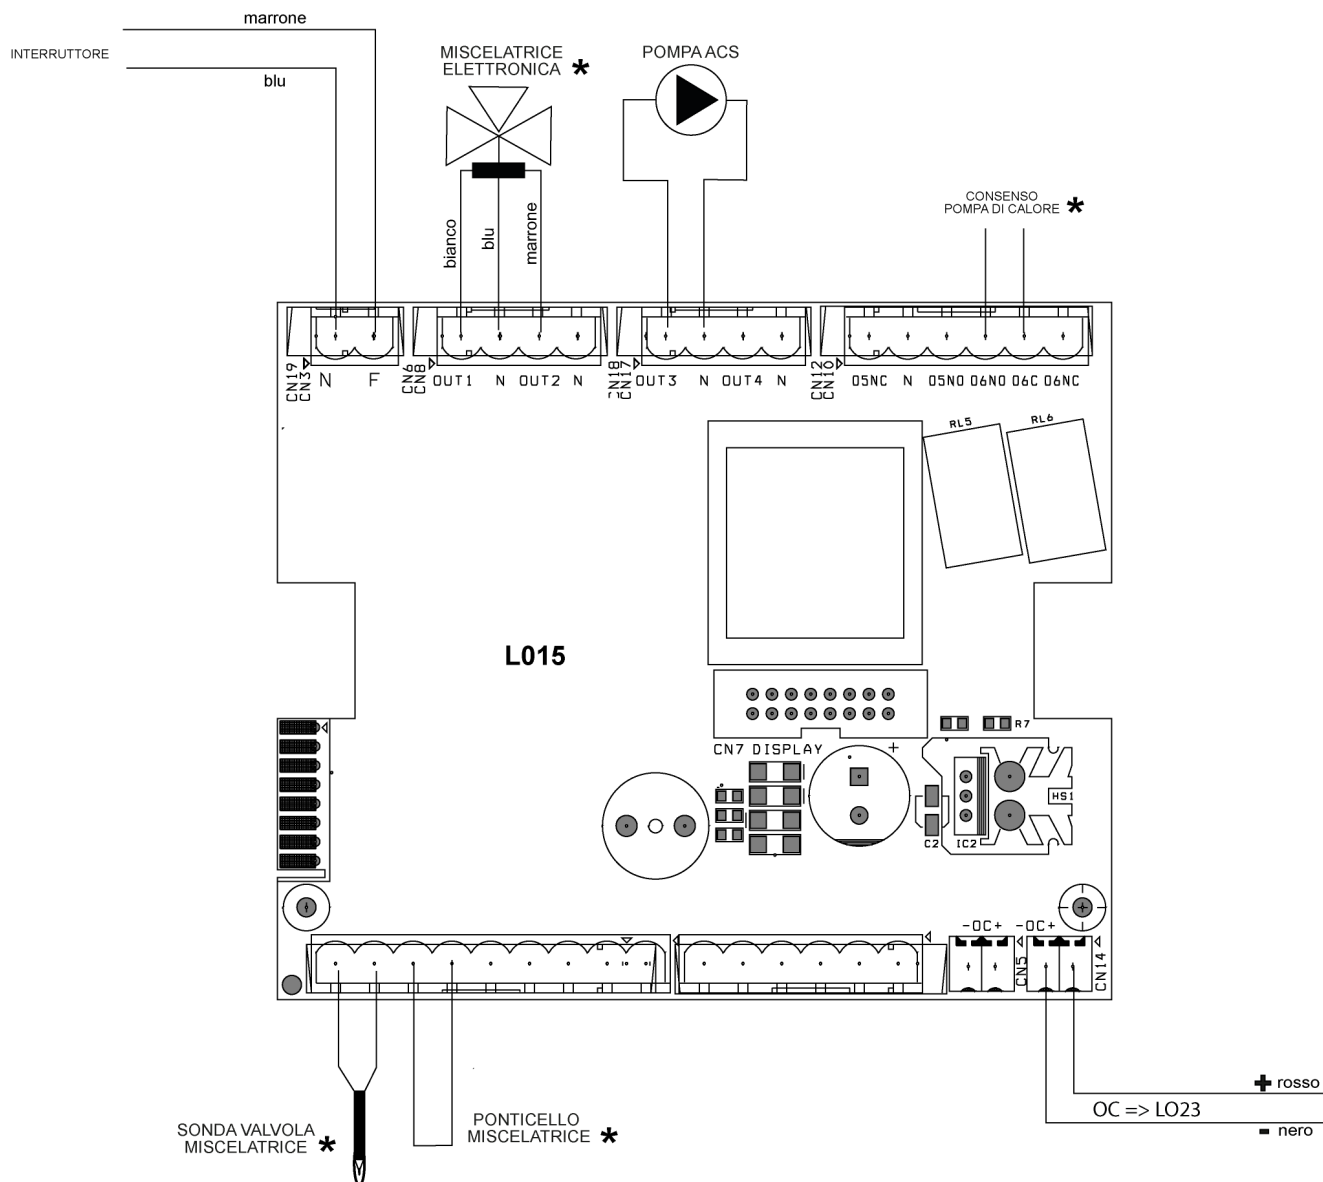 marrone
INTERRUTTORE
blu
MISCELATRICE
ELETTRONICA *
POMPA ACS
CONSENSO
POMPA DI CALORE *
bianco
blu
marrone
CN19
CN3
N F
CN6
CN8
OUT1 N OUT2 N
CN18
CN17
OUT3 N OUT4 N
CN12
CN10
O5NC N O5NO O6NO O6C O6NC
RL5
RL6
L015
CN7 DISPLAY
+
R7
HS1
C2
IC2
-OC+
-OC+
CN5
CN14
+ rosso
OC => LO23
- nero
SONDA VALVOLA
MISCELATRICE *
PONTICELLO
MISCELATRICE *